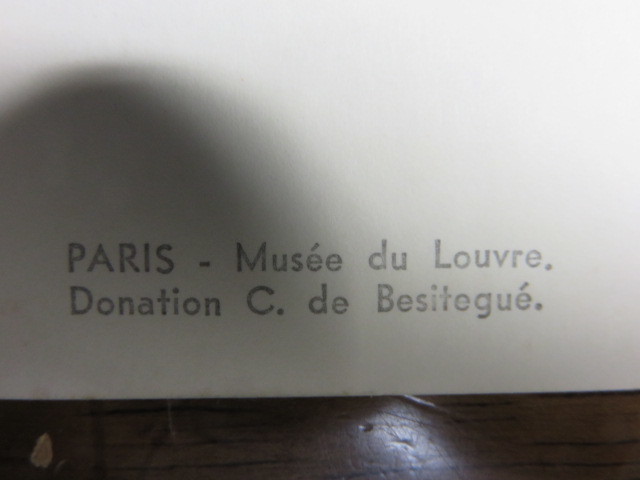 PARIS - Musée du Louvre.
Donation C. de Besitegué.